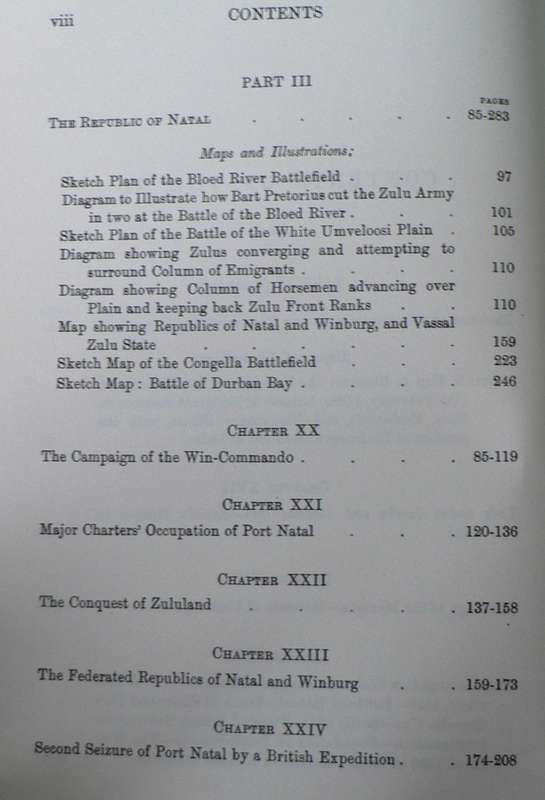 viii
CONTENTS
PART III
PAGES
THE REPUBLIC OF NATAL . . . . . 85-283
Maps and Illustrations:
Sketch Plan of the Bloed River Battlefield . . . 97
Diagram to Illustrate how Bart Pretorius cut the Zulu Army
in two at the Battle of the Bloed River . . . 101
Sketch Plan of the Battle of the White Umveloosi Plain . 105
Diagram showing Zulus converging and attempting to
surround Column of Emigrants . . . . 110
Diagram showing Column of Horsemen advancing over
Plain and keeping back Zulu Front Ranks . . 110
Map showing Republics of Natal and Winburg, and Vassal
Zulu State . . . . . . 159
Sketch Map of the Congella Battlefield . . . 223
Sketch Map: Battle of Durban Bay . . . . 246
CHAPTER XX
The Campaign of the Win-Commando . . . . 85-119
CHAPTER XXI
Major Charters' Occupation of Port Natal . . . 120-136
CHAPTER XXII
The Conquest of Zululand . . . . . 137-158
CHAPTER XXIII
The Federated Republics of Natal and Winburg . . 159-173
CHAPTER XXIV
Second Seizure of Port Natal by a British Expedition . . 174-208